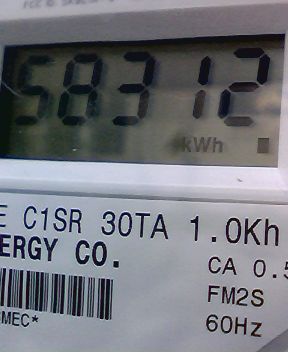 58312
kWh
E C1SR 30TA 1.0Kh
ERGY CO.
CA 0.5
FM2S
MEC*
60Hz